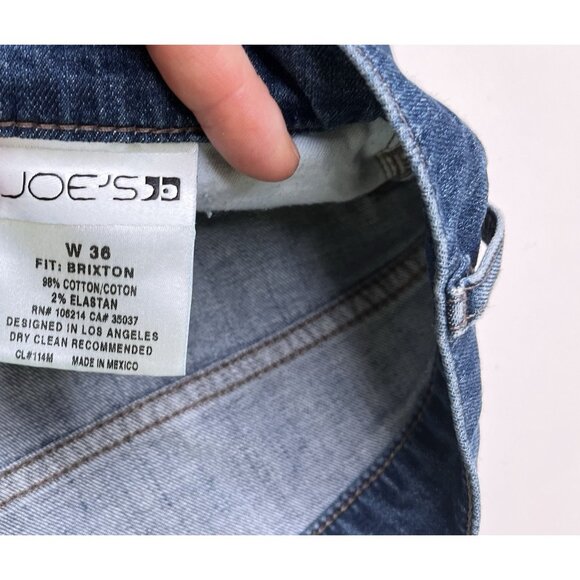 JOE'S
W 36
FIT: BRIXTON
98% COTTON/COTON
2% ELASTAN
RN# 106214 CA# 35037
DESIGNED IN LOS ANGELES
DRY CLEAN RECOMMENDED
CL#114M MADE IN MEXICO